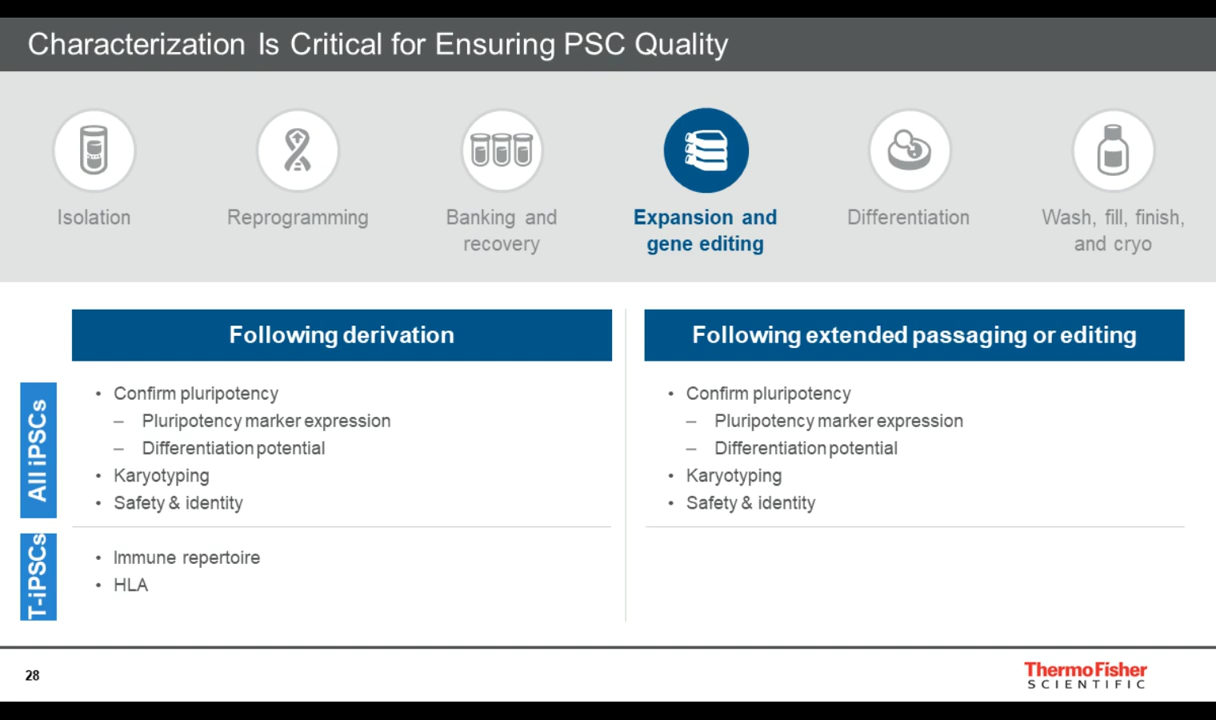 Characterization Is Critical for Ensuring PSC Quality
Isolation
Reprogramming
Banking and
recovery
Expansion and
gene editing
Differentiation
Wash, fill, finish,
and cryo
Following derivation
Following extended passaging or editing
All iPSCs
• Confirm pluripotency
– Pluripotency marker expression
– Differentiation potential
• Karyotyping
• Safety & identity
• Confirm pluripotency
– Pluripotency marker expression
– Differentiation potential
• Karyotyping
• Safety & identity
T-iPSCs
• Immune repertoire
• HLA
28
ThermoFisher
SCIENTIFIC